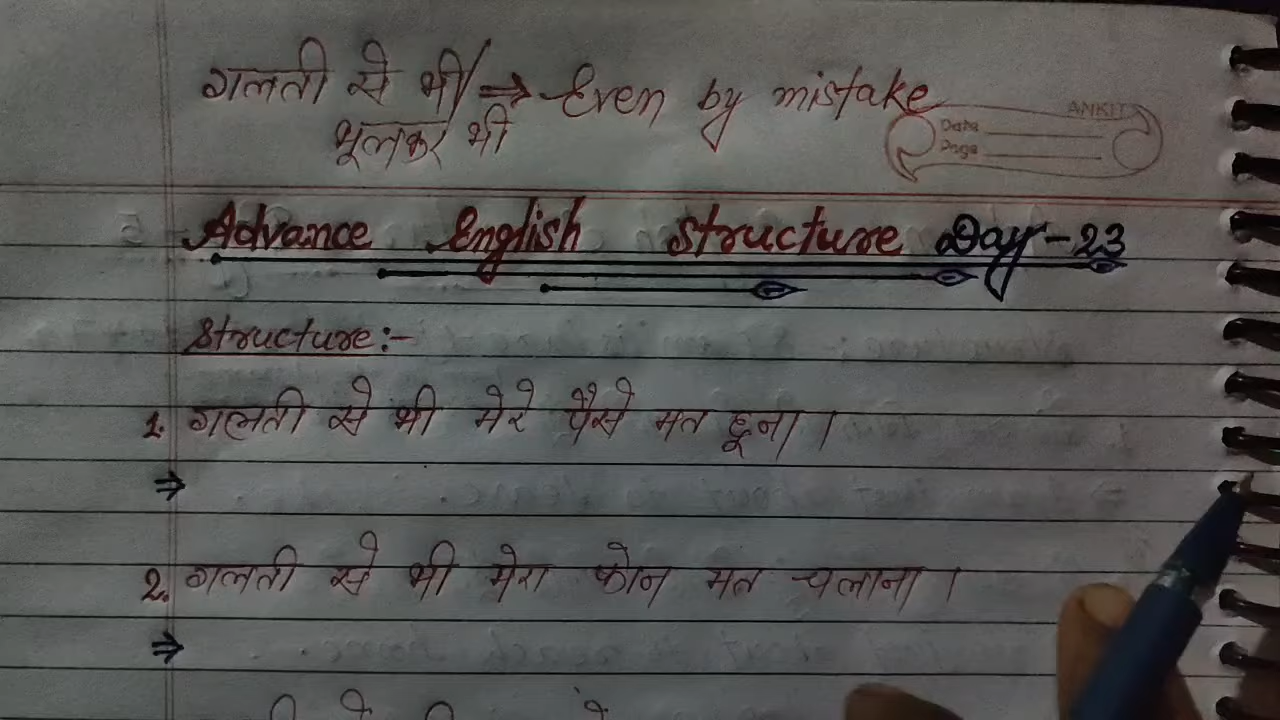 गलती से भी/ ⇒ Even by mistake
भूलकर भी
ANKIT
Date
Page
Advance English Structure Day-23
Structure:-
1. गलती से भी मेरे पैसे मत छूना।
⇒
2. गलती से भी मेरा फोन मत चलाना।
⇒